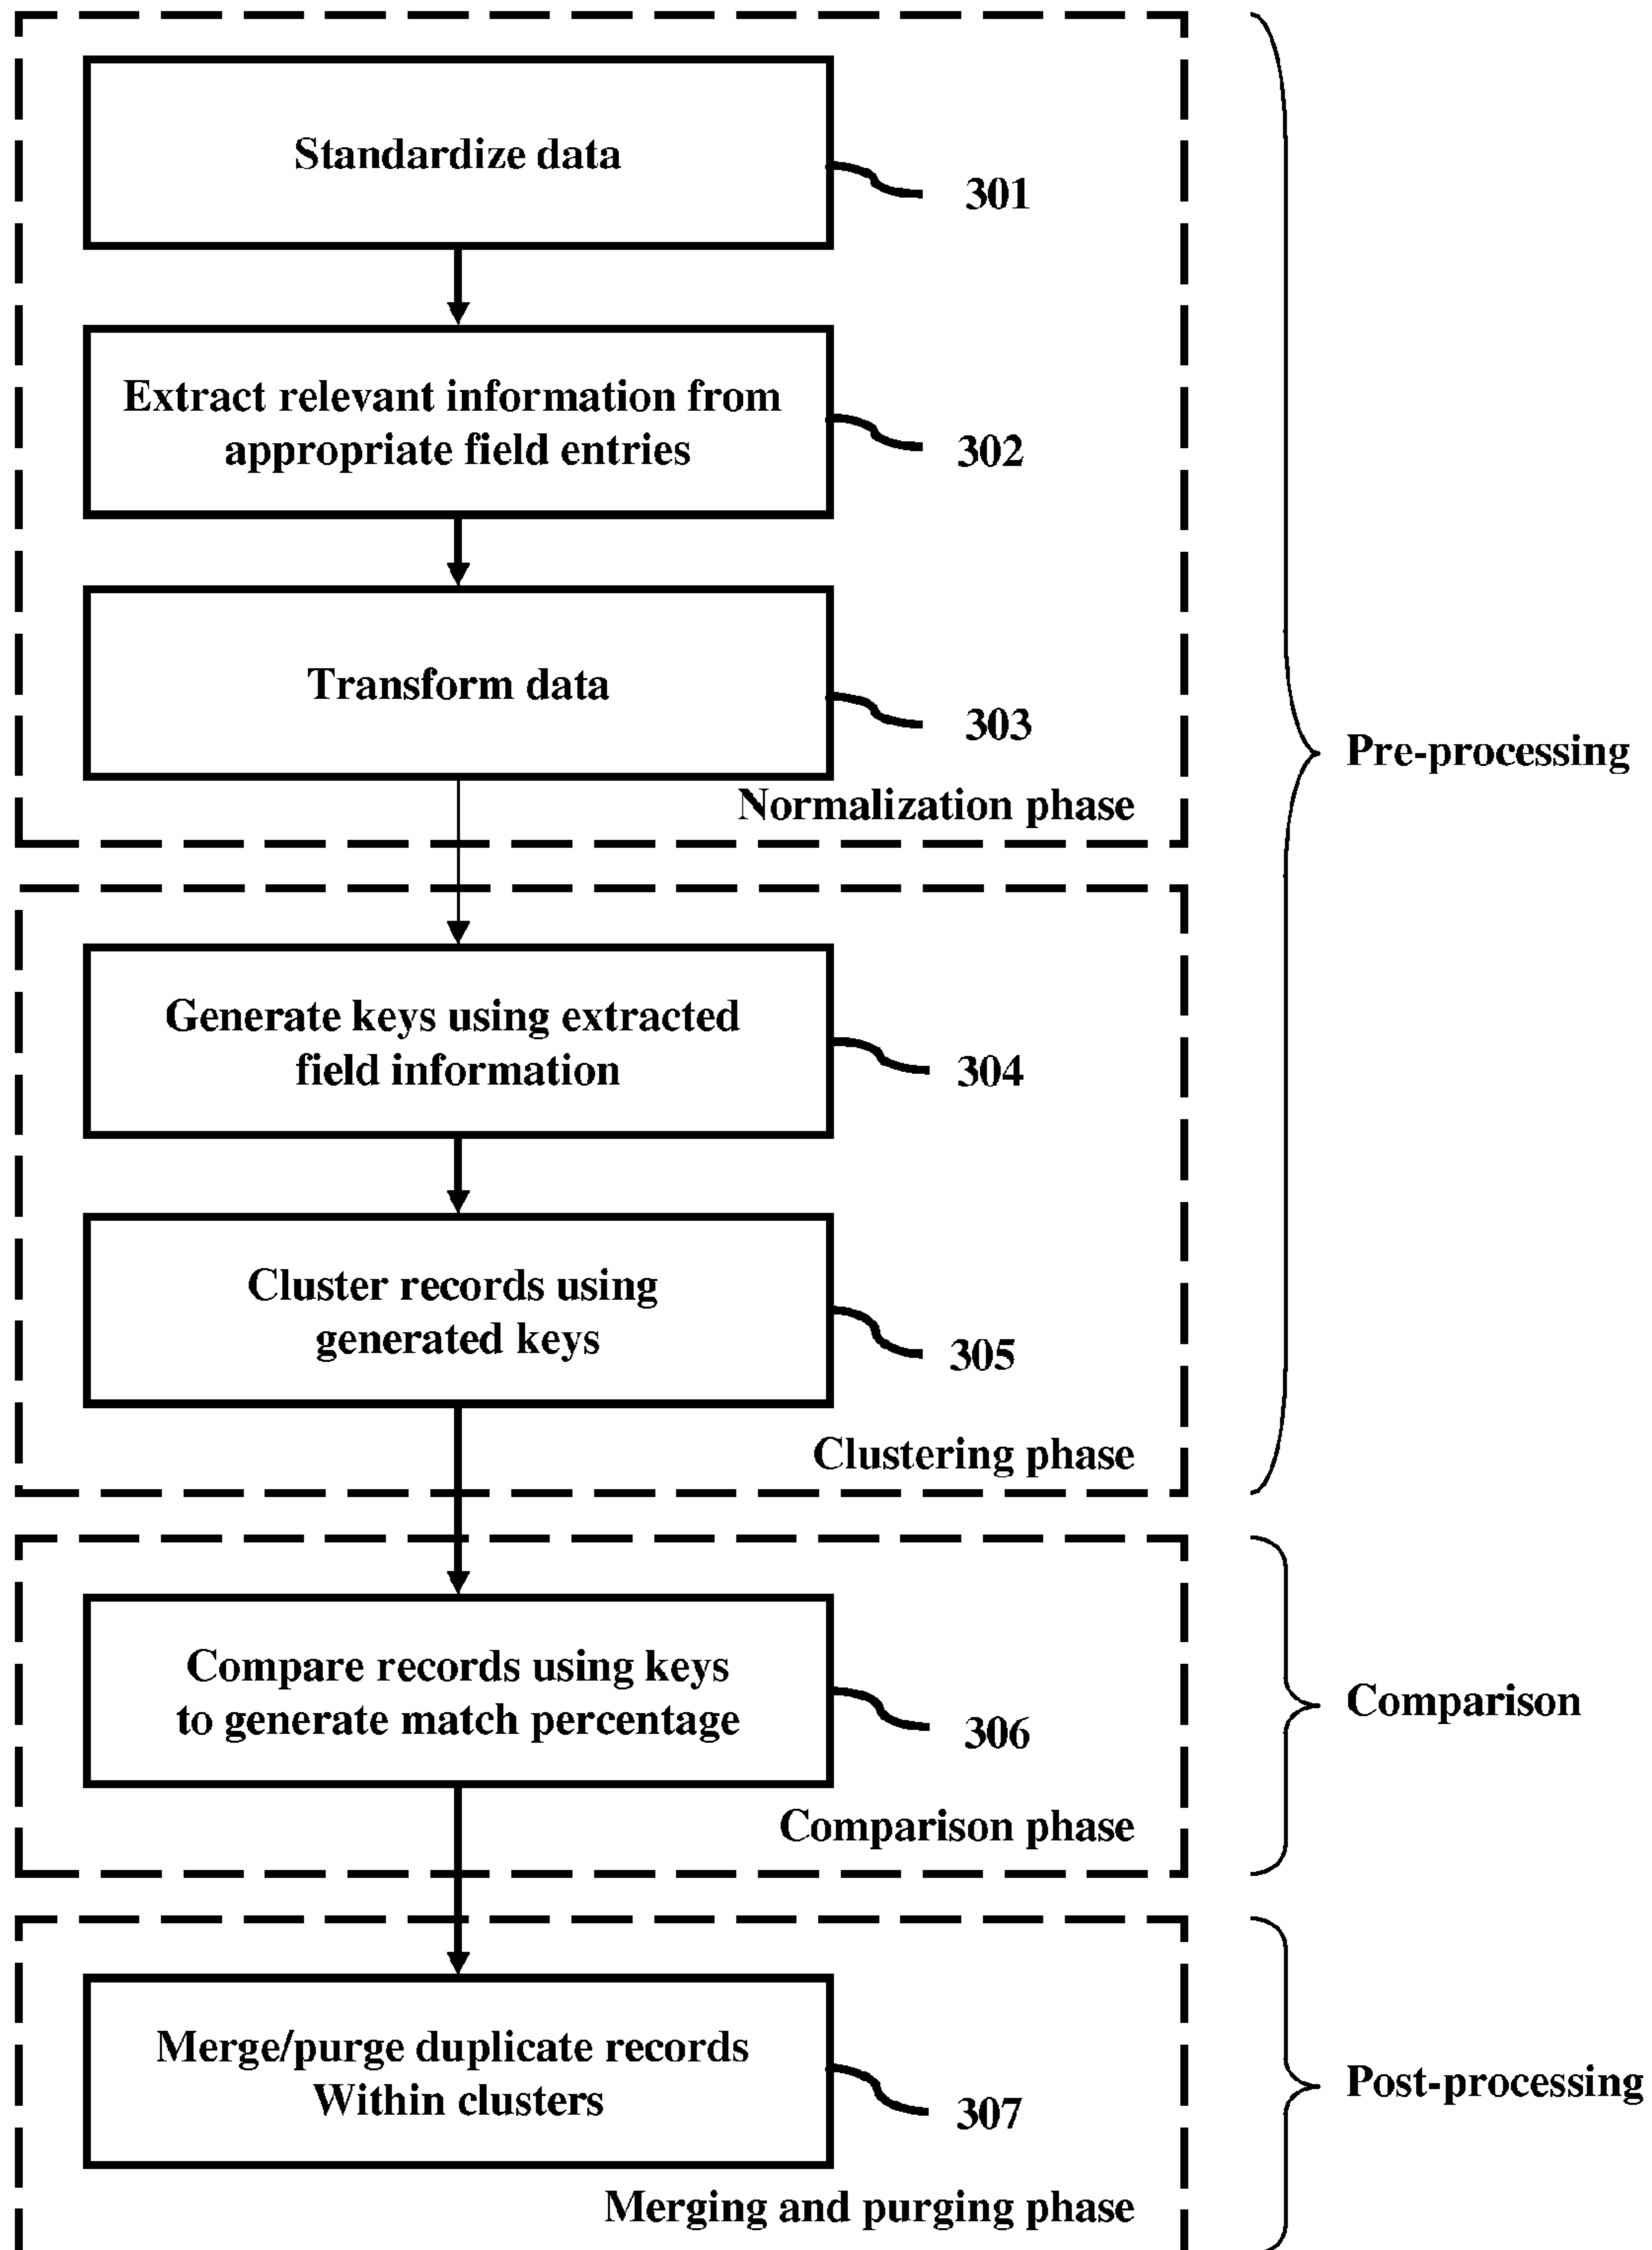 Standardize data
301
Extract relevant information from
appropriate field entries
302
Transform data
303
Normalization phase
Pre-processing
Generate keys using extracted
field information
304
Cluster records using
generated keys
305
Clustering phase
Compare records using keys
to generate match percentage
306
Comparison phase
Comparison
Merge/purge duplicate records
Within clusters
307
Merging and purging phase
Post-processing